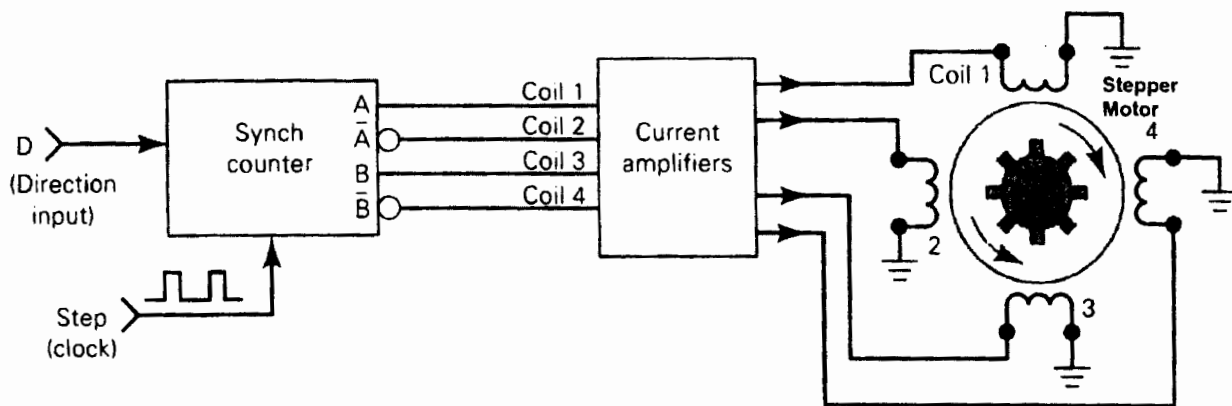 D
(Direction
input)
Step
(clock)
Synch
counter
A
A̅
B
B̅
Coil 1
Coil 2
Coil 3
Coil 4
Current
amplifiers
Coil 1
Stepper
Motor
4
2
3